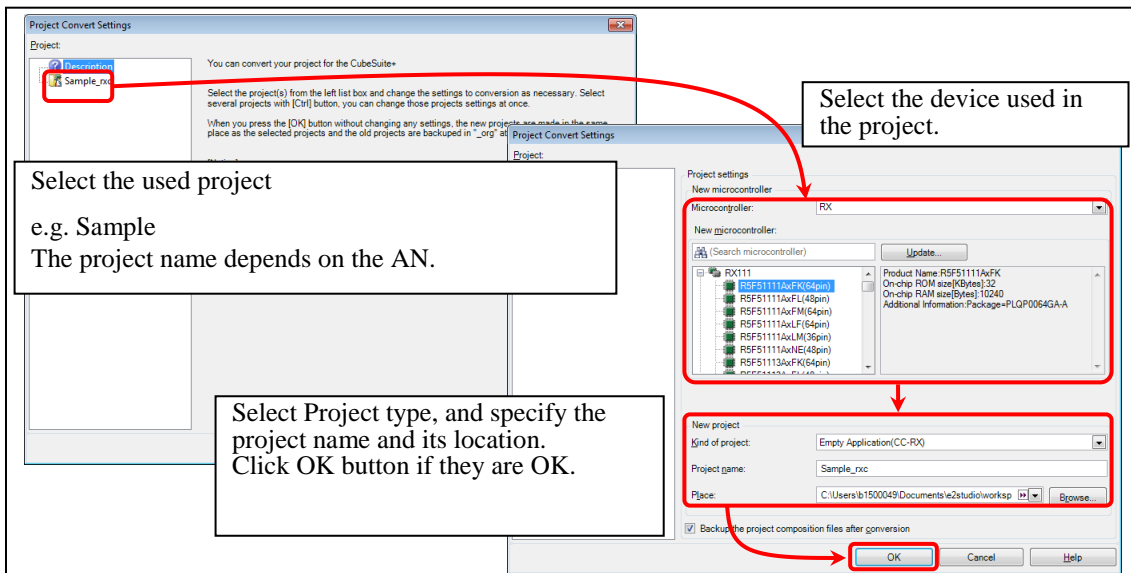 Project Convert Settings
Project:
Description
Sample_rxc
You can convert your project for the CubeSuite+
Select the project(s) from the left list box and change the settings to conversion as necessary. Select
several projects with [Ctrl] button, you can change those projects settings at once.
When you press the [OK] button without changing any settings, the new projects are made in the same
place as the selected projects and the old projects are backuped in "_org" at
Select the used project
e.g. Sample
The project name depends on the AN.
Select the device used in
the project.
Project Convert Settings
Project:
Project settings
New microcontroller
Microcontroller:
RX
New microcontroller:
(Search microcontroller)
Update...
RX111
R5F51111AxFK(64pin)
R5F51111AxFL(48pin)
R5F51111AxFM(64pin)
R5F51111AxLF(64pin)
R5F51111AxLM(36pin)
R5F51111AxNE(48pin)
R5F51113AxFK(64pin)
Product Name:R5F51111AxFK
On-chip ROM size[KBytes]:32
On-chip RAM size[Bytes]:10240
Additional Information:Package=PLQP0064GA-A
Select Project type, and specify the
project name and its location.
Click OK button if they are OK.
New project
Kind of project:
Empty Application(CC-RX)
Project name:
Sample_rxc
Place:
C:\Users\b1500049\Documents\e2studio\worksp
Browse...
Backup the project composition files after conversion
OK
Cancel
Help